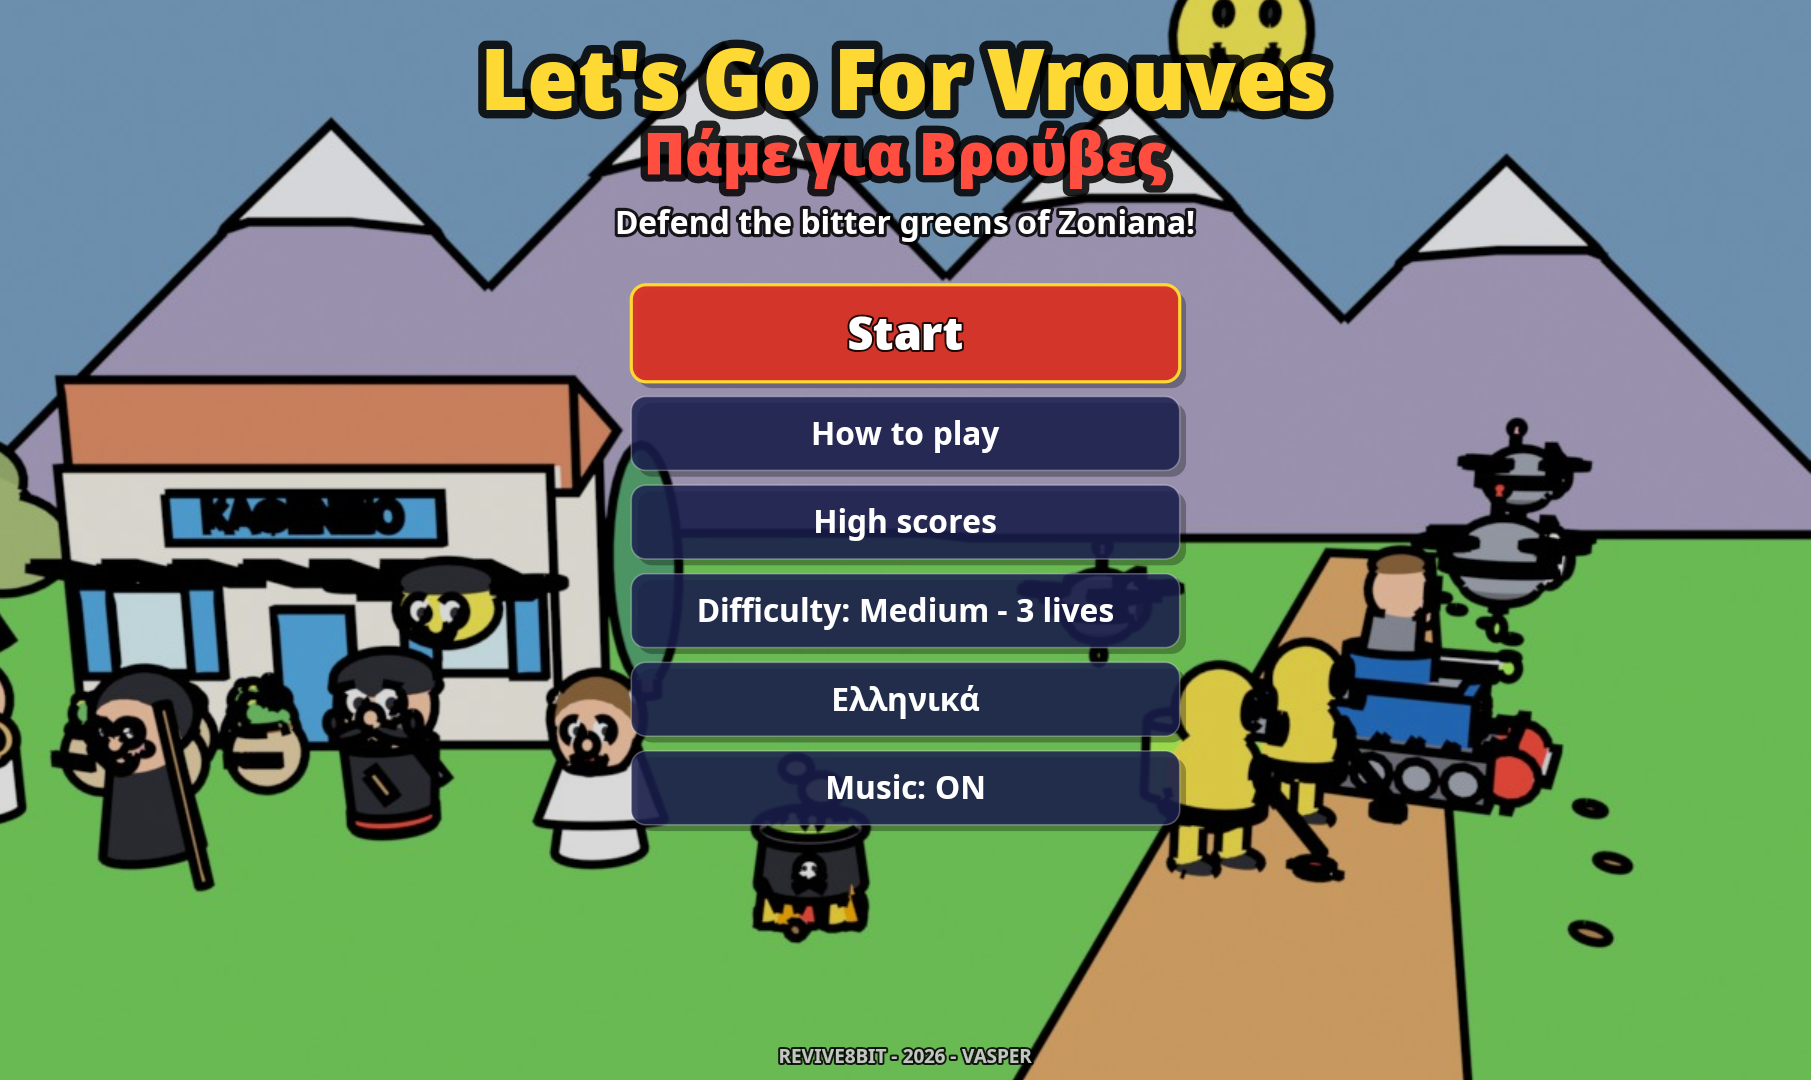 Let's Go For Vrouves
Πάμε για Βρούβες
Defend the bitter greens of Zoniana!
ΚΑΦΕΝΕΙΟ
Start
How to play
High scores
Difficulty: Medium - 3 lives
Ελληνικά
Music: ON
REVIVE8BIT - 2026 - VASPER